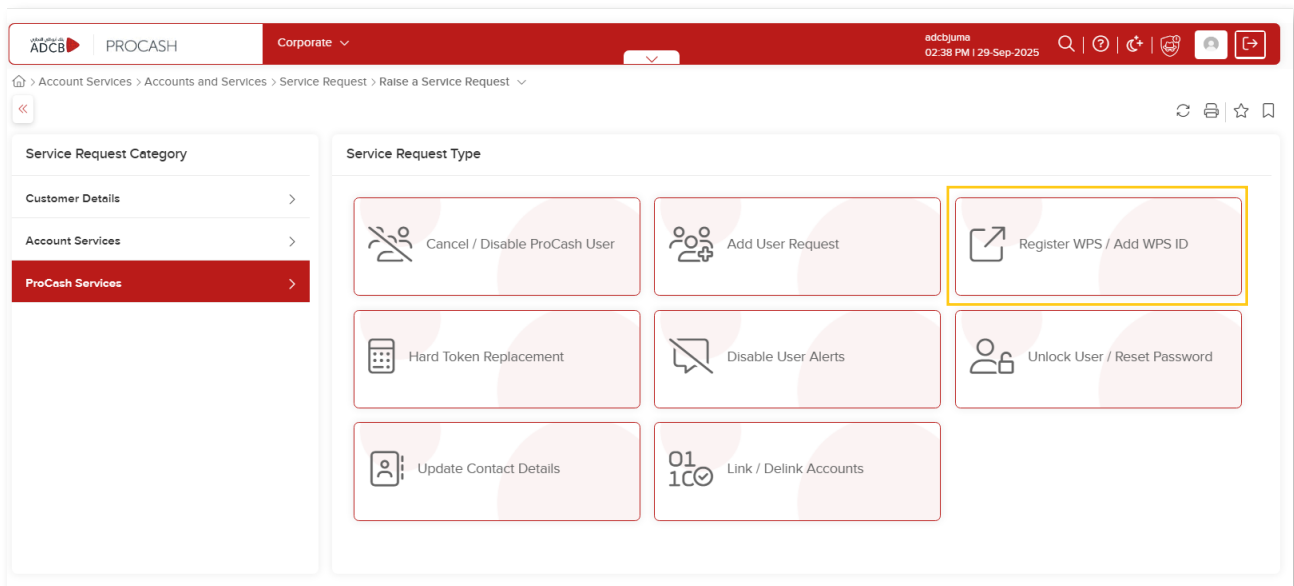 بنك أبوظبي التجاري
ADCB
PROCASH
Corporate
adcbjuma
02:38 PM | 29-Sep-2025
> Account Services > Accounts and Services > Service Request > Raise a Service Request
Service Request Category
Service Request Type
Customer Details
Account Services
ProCash Services
Cancel / Disable ProCash User
Add User Request
Register WPS / Add WPS ID
Hard Token Replacement
Disable User Alerts
Unlock User / Reset Password
Update Contact Details
Link / Delink Accounts